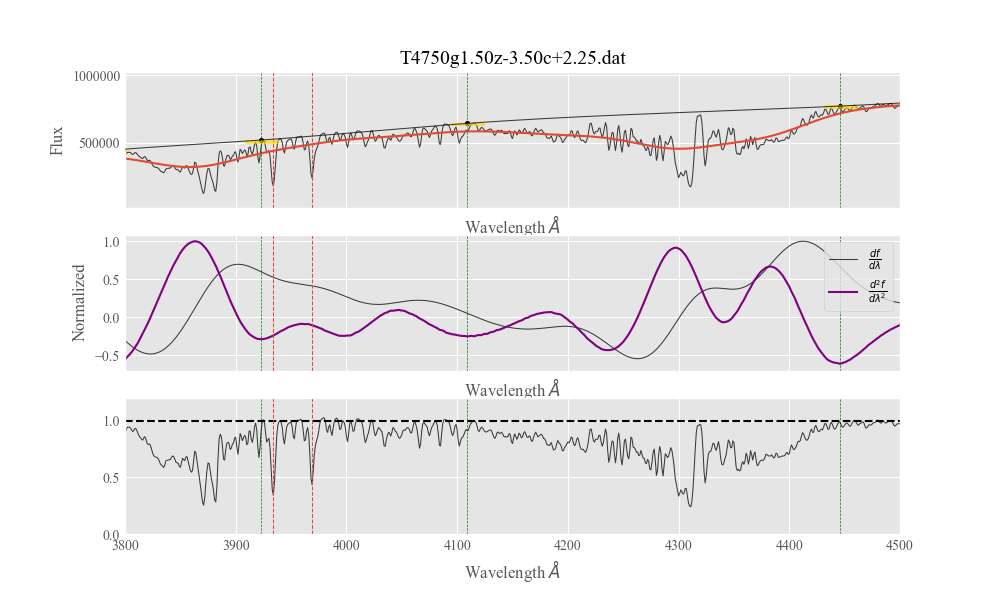 T4750g1.50z-3.50c+2.25.dat
Flux
1000000
500000
Wavelength Å
Normalized
1.0
0.5
0.0
−0.5
df/dλ
d²f/dλ²
Wavelength Å
1.0
0.5
0.0
3800 3900 4000 4100 4200 4300 4400 4500
Wavelength Å